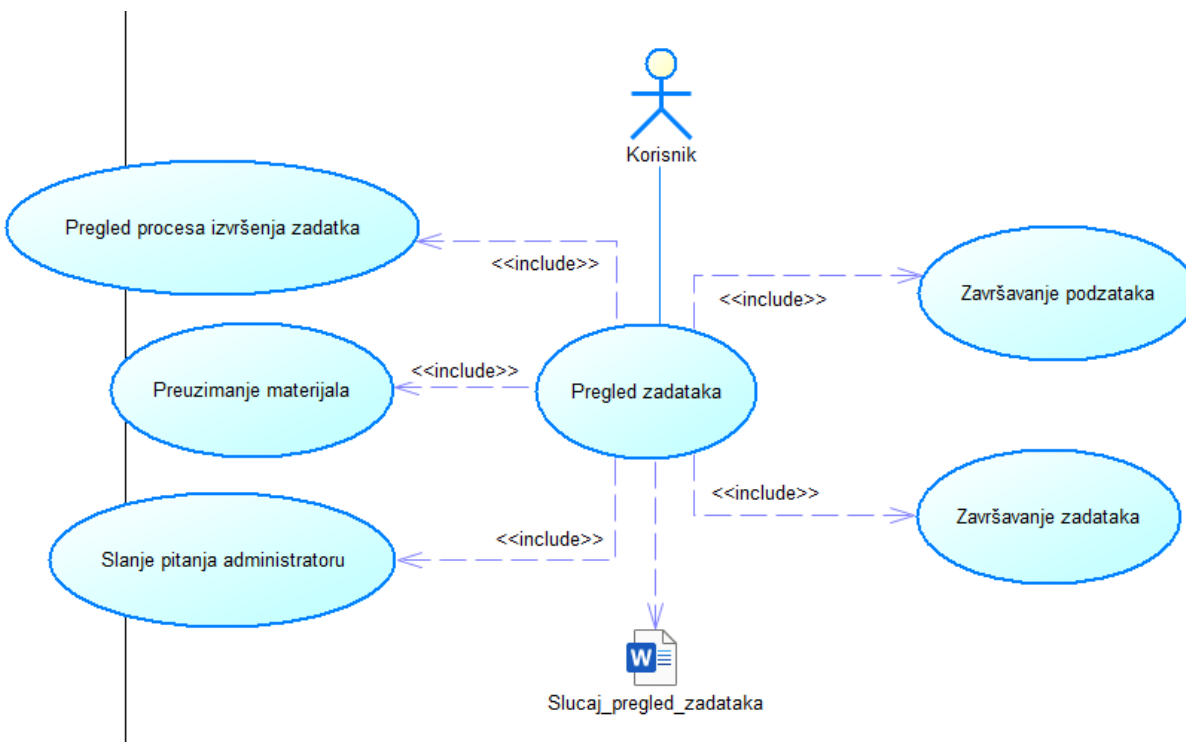 Korisnik
Pregled procesa izvršenja zadatka
<<include>>
<<include>>
Završavanje podzataka
<<include>>
Preuzimanje materijala
Pregled zadataka
<<include>>
Završavanje zadataka
<<include>>
Slanje pitanja administratoru
W
Slucaj_pregled_zadataka